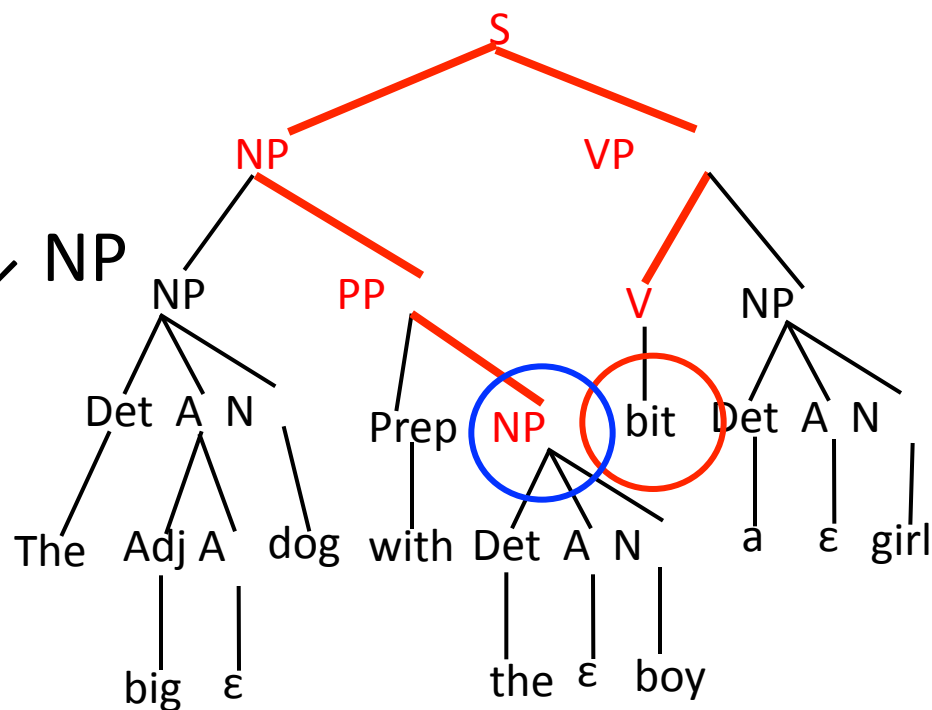 S
NP VP
NP
NP PP V NP
Det A N Prep NP bit Det A N
The Adj A dog with Det A N a ε girl
big ε the ε boy